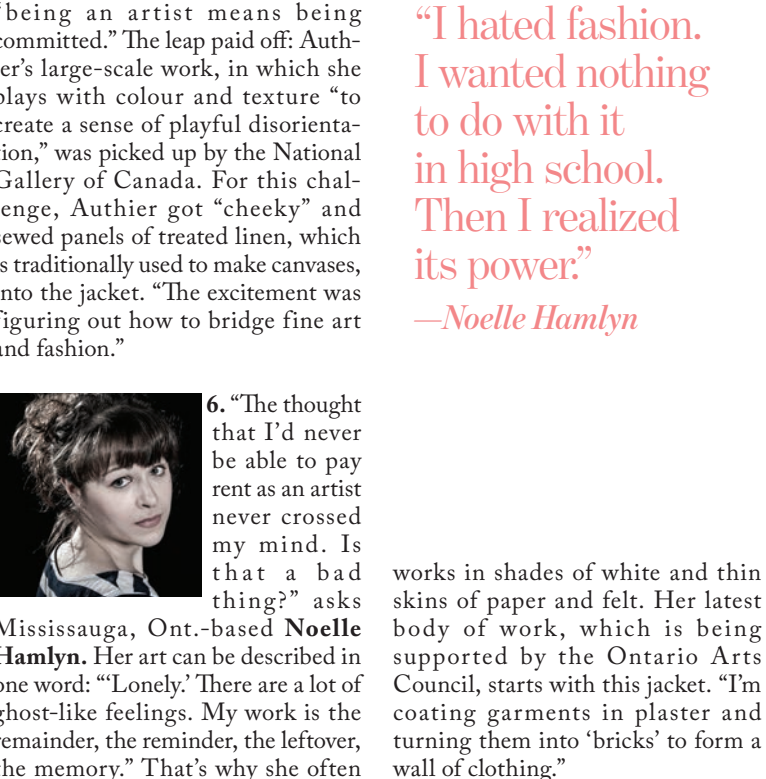 "being an artist means being
committed." The leap paid off: Auth-
er's large-scale work, in which she
plays with colour and texture "to
create a sense of playful disorienta-
tion," was picked up by the National
Gallery of Canada. For this chal-
lenge, Authier got "cheeky" and
sewed panels of treated linen, which
is traditionally used to make canvases,
into the jacket. "The excitement was
figuring out how to bridge fine art
and fashion."
6. "The thought
that I'd never
be able to pay
rent as an artist
never crossed
my mind. Is
that a bad
thing?" asks
Mississauga, Ont.-based Noelle
Hamlyn. Her art can be described in
one word: "'Lonely.' There are a lot of
ghost-like feelings. My work is the
remainder, the reminder, the leftover,
the memory." That's why she often
"I hated fashion.
I wanted nothing
to do with it
in high school.
Then I realized
its power."
—Noelle Hamlyn
works in shades of white and thin
skins of paper and felt. Her latest
body of work, which is being
supported by the Ontario Arts
Council, starts with this jacket. "I'm
coating garments in plaster and
turning them into 'bricks' to form a
wall of clothing."